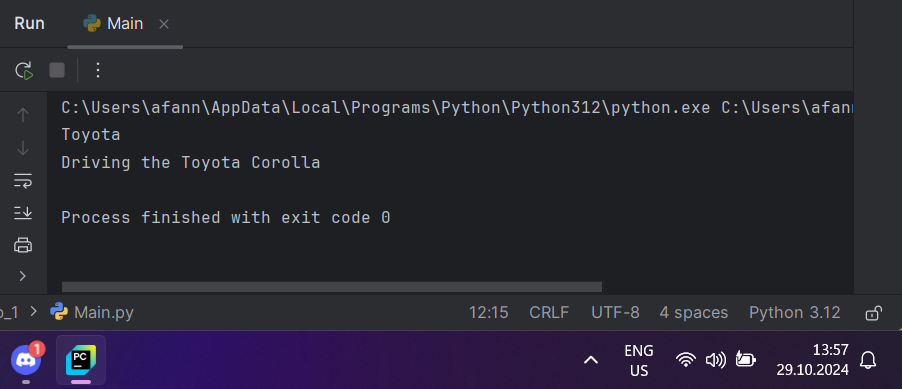 Run Main
C:\Users\afann\AppData\Local\Programs\Python\Python312\python.exe C:\Users\afann
Toyota
Driving the Toyota Corolla
Process finished with exit code 0
o_1 > Main.py 12:15 CRLF UTF-8 4 spaces Python 3.12
1
PC
ENG
US
13:57
29.10.2024